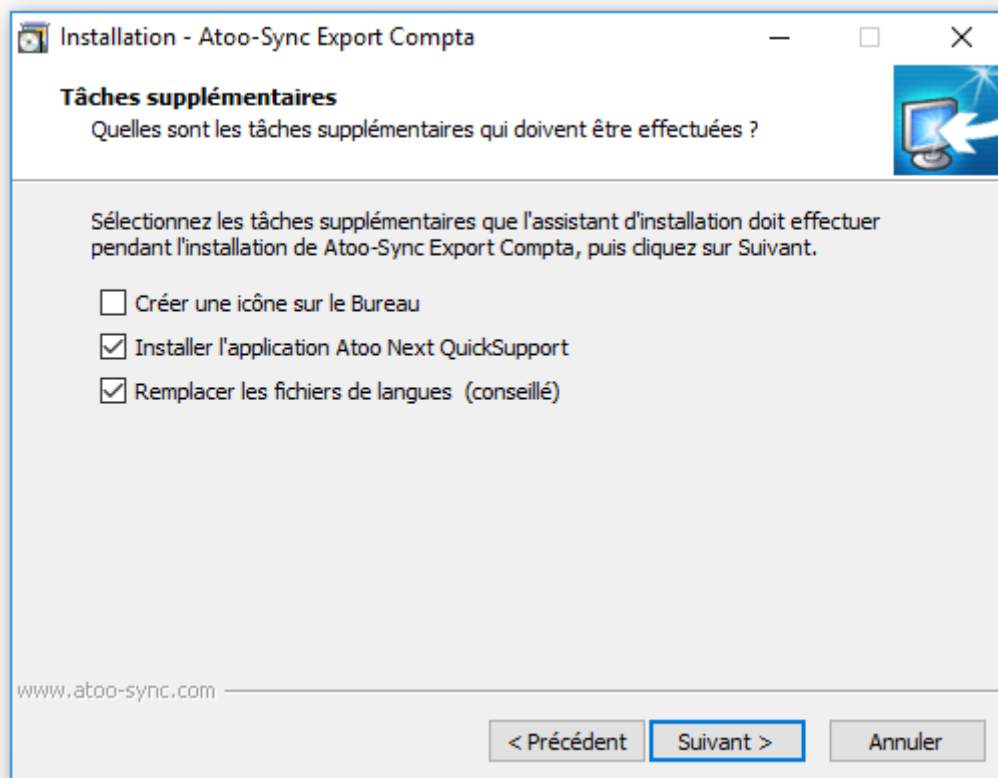 Installation - Atoo-Sync Export Compta
Tâches supplémentaires
Quelles sont les tâches supplémentaires qui doivent être effectuées ?
Sélectionnez les tâches supplémentaires que l'assistant d'installation doit effectuer
pendant l'installation de Atoo-Sync Export Compta, puis cliquez sur Suivant.
Créer une icône sur le Bureau
Installer l'application Atoo Next QuickSupport
Remplacer les fichiers de langues  (conseillé)
www.atoo-sync.com
< Précédent
Suivant >
Annuler